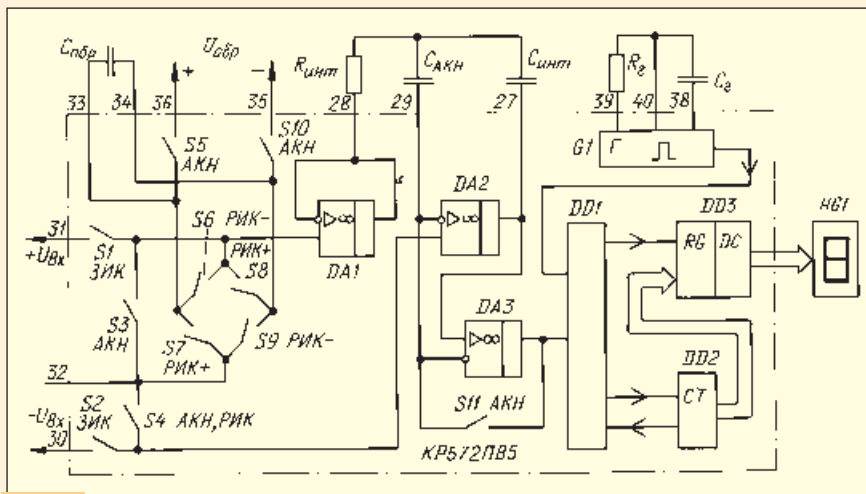 Cпбр
+ Uобр -
Rинт
CАКН
Cинт
Rг
Cг
33 34 36 35 28 29 27 39 40 38
S5
АКН
S10
АКН
G1
Г
DA2
DD1
DD3
HG1
S6 РИК-
▷∞
▷∞
RG DC
31
+Uвх
S1
ЗИК
РИК+
S8
DA1
S3
АКН
DA3
▷∞
S7
РИК+
S9 РИК-
DD2
32
S11 АКН
CT
-Uвх
30
S2
ЗИК
S4 АКН,РИК
КР572ПВ5